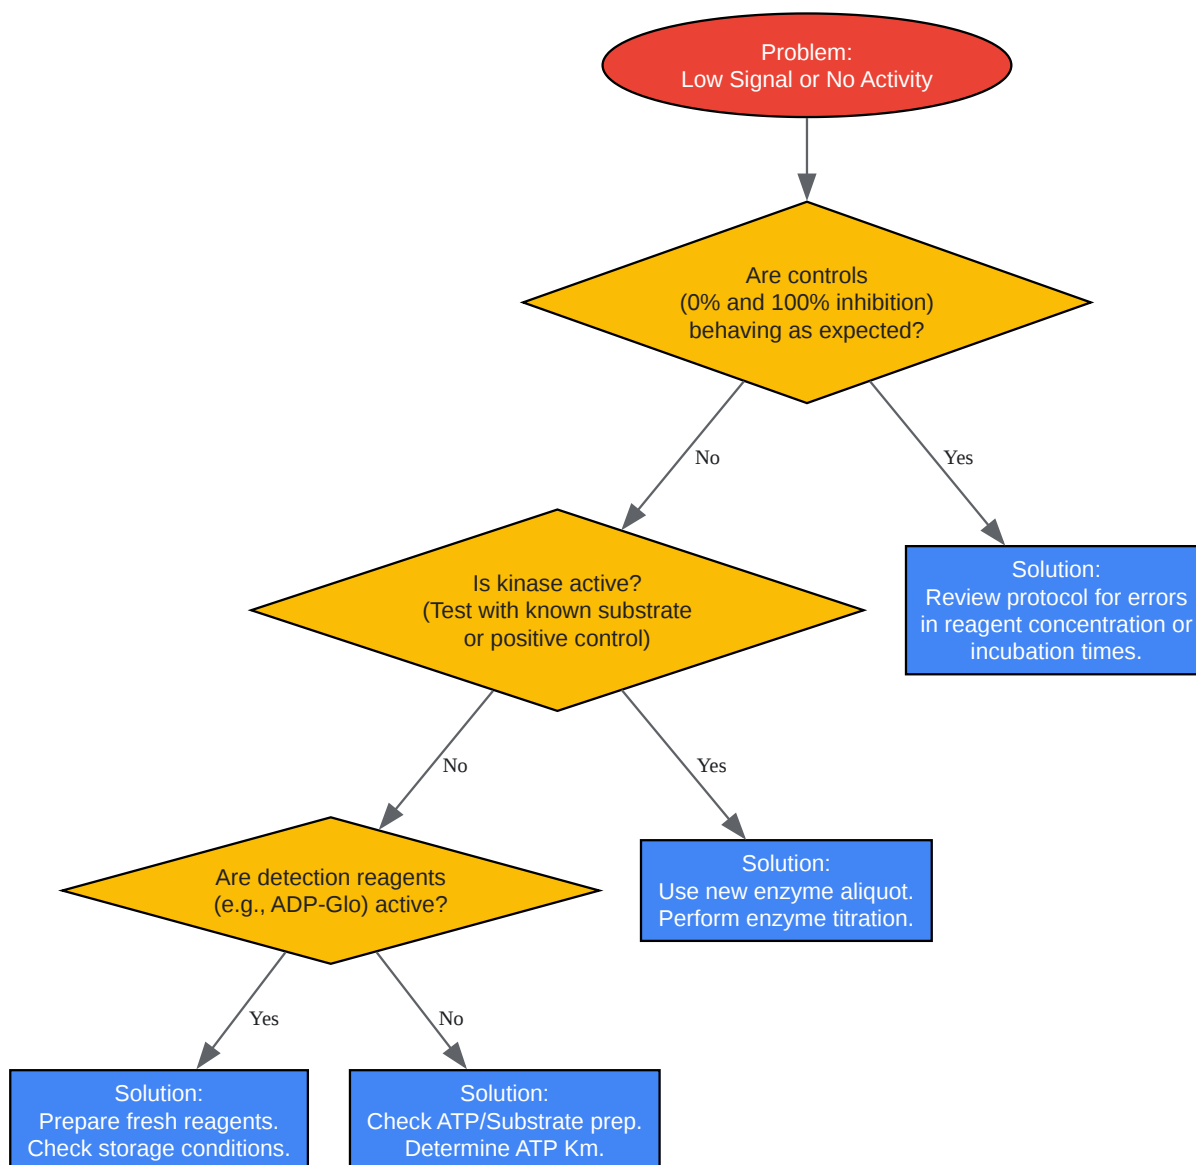 Problem:
Low Signal or No Activity
Are controls
(0% and 100% inhibition)
behaving as expected?
No
Yes
Is kinase active?
(Test with known substrate
or positive control)
Solution:
Review protocol for errors
in reagent concentration or
incubation times.
No
Yes
Are detection reagents
(e.g., ADP-Glo) active?
Solution:
Use new enzyme aliquot.
Perform enzyme titration.
Yes
No
Solution:
Prepare fresh reagents.
Check storage conditions.
Solution:
Check ATP/Substrate prep.
Determine ATP Km.